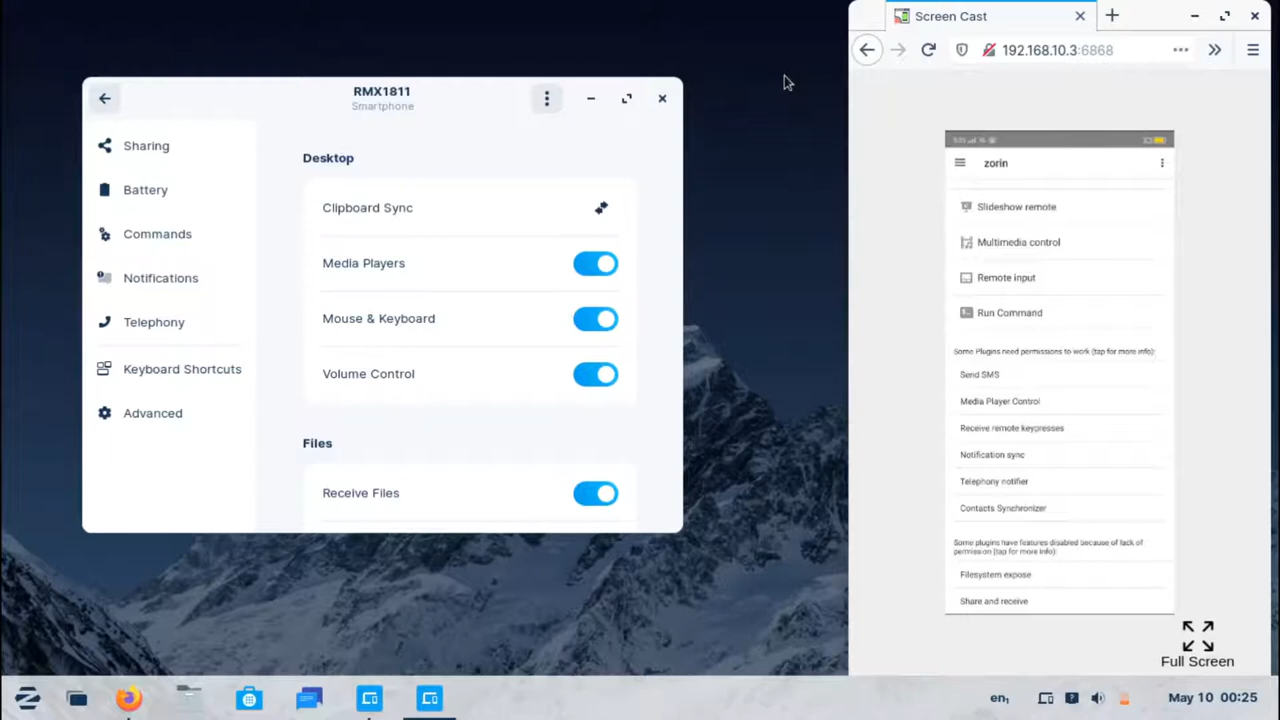 RMX1811
Smartphone
Sharing
Battery
Commands
Notifications
Telephony
Keyboard Shortcuts
Advanced
Desktop
Clipboard Sync
Media Players
Mouse & Keyboard
Volume Control
Files
Receive Files
Screen Cast
192.168.10.3:6868
zorin
Slideshow remote
Multimedia control
Remote input
Run Command
Some Plugins need permissions to work (tap for more info):
Send SMS
Media Player Control
Receive remote keypresses
Notification sync
Telephony notifier
Contacts Synchronizer
Some plugins have features disabled because of lack of
permission (tap for more info):
Filesystem expose
Share and receive
Full Screen
en₁
May 10 00:25